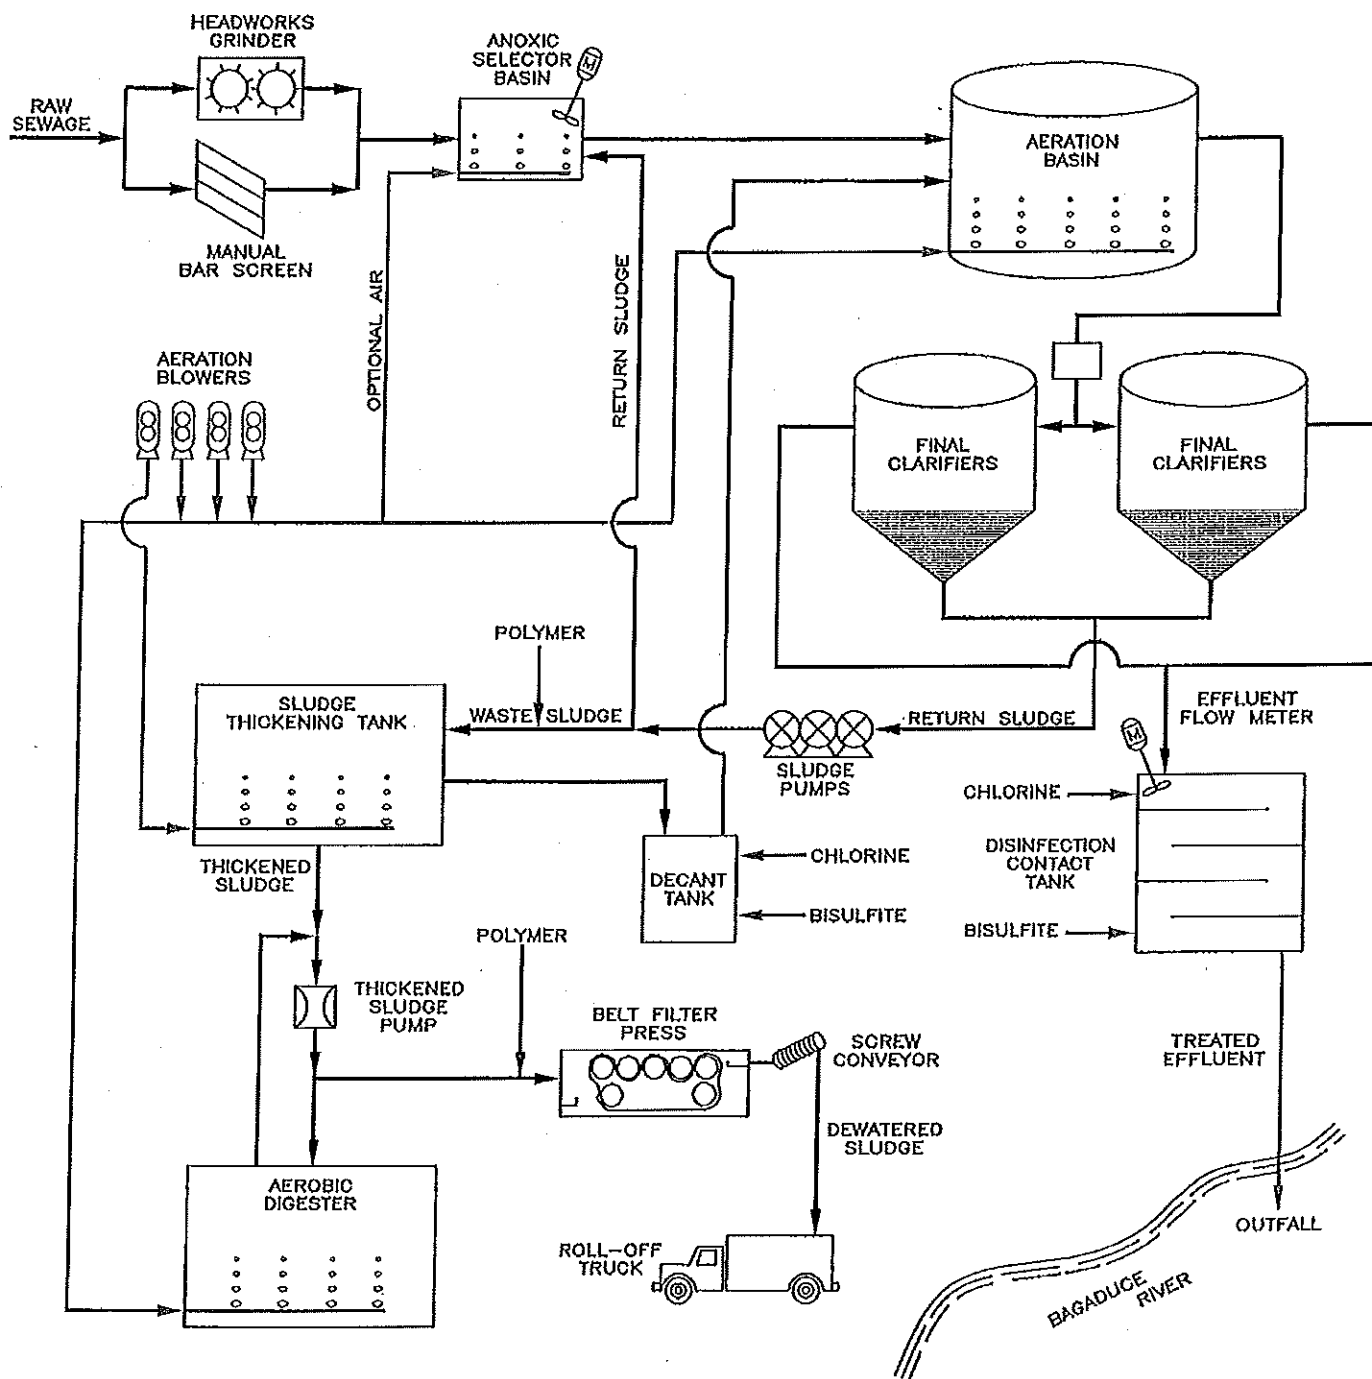 HEADWORKS
GRINDER
RAW
SEWAGE
MANUAL
BAR SCREEN
ANOXIC
SELECTOR
BASIN
M
AERATION
BASIN
OPTIONAL AIR
RETURN SLUDGE
AERATION
BLOWERS
FINAL
CLARIFIERS
FINAL
CLARIFIERS
POLYMER
SLUDGE
THICKENING TANK
WASTE SLUDGE
RETURN SLUDGE
SLUDGE
PUMPS
EFFLUENT
FLOW METER
M
CHLORINE
DISINFECTION
CONTACT
TANK
BISULFITE
DECANT
TANK
CHLORINE
BISULFITE
THICKENED
SLUDGE
POLYMER
THICKENED
SLUDGE
PUMP
BELT FILTER
PRESS
SCREW
CONVEYOR
TREATED
EFFLUENT
DEWATERED
SLUDGE
AEROBIC
DIGESTER
ROLL-OFF
TRUCK
OUTFALL
BAGADUCE
RIVER